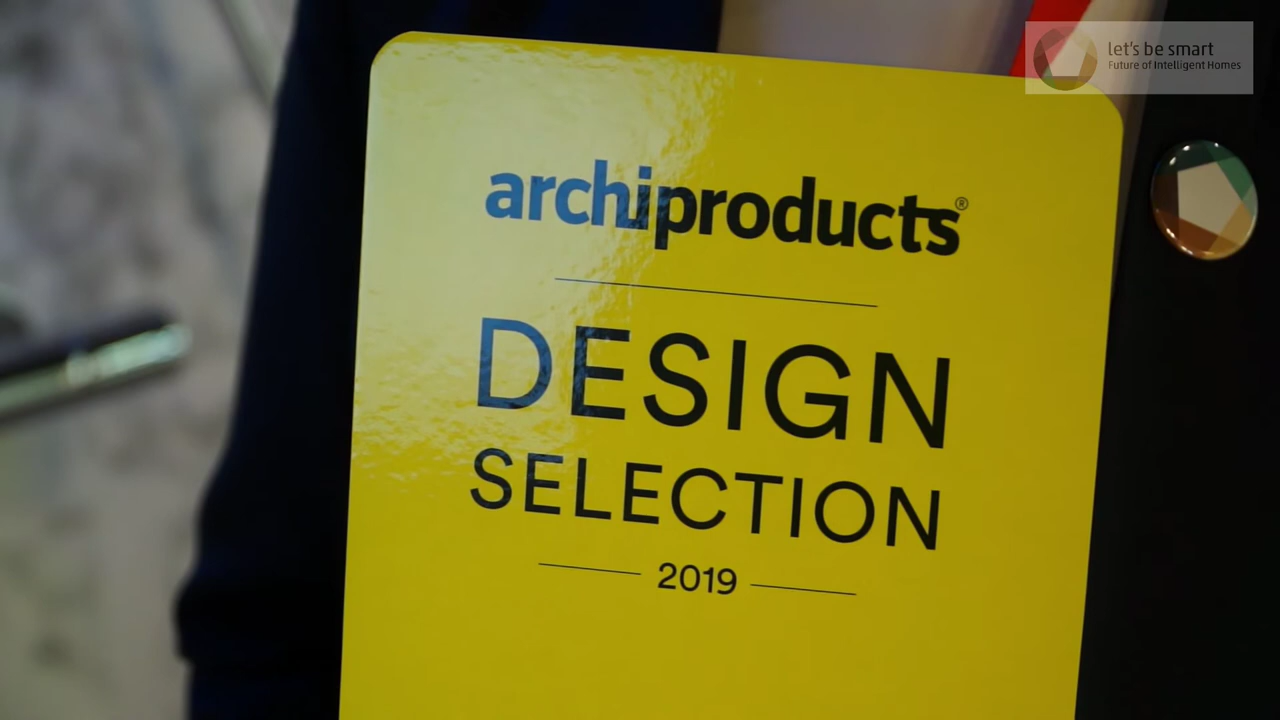 let's be smart
Future of Intelligent Homes
archiproducts®
DESIGN
SELECTION
2019